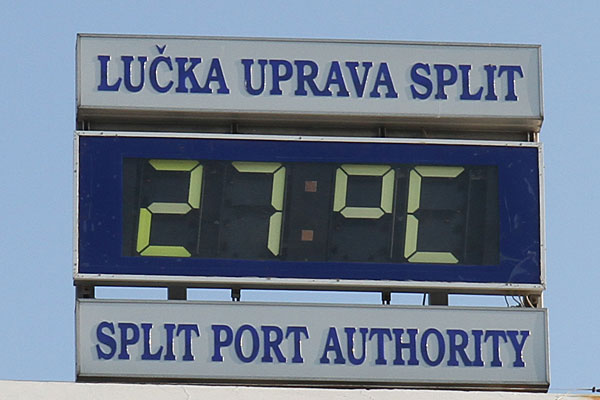 LUČKA UPRAVA SPLIT
27°C
SPLIT PORT AUTHORITY